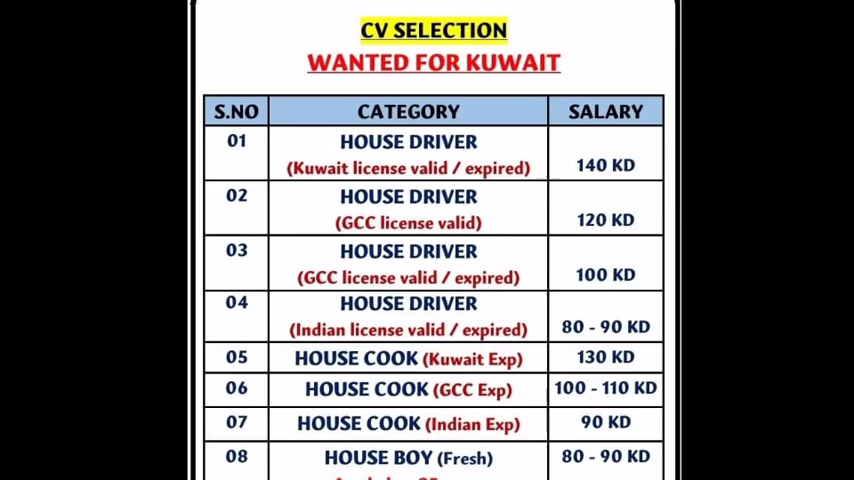 CV SELECTION
WANTED FOR KUWAIT
S.NO CATEGORY SALARY
01 HOUSE DRIVER
(Kuwait license valid / expired) 140 KD
02 HOUSE DRIVER
(GCC license valid) 120 KD
03 HOUSE DRIVER
(GCC license valid / expired) 100 KD
04 HOUSE DRIVER
(Indian license valid / expired) 80 - 90 KD
05 HOUSE COOK (Kuwait Exp) 130 KD
06 HOUSE COOK (GCC Exp) 100 - 110 KD
07 HOUSE COOK (Indian Exp) 90 KD
08 HOUSE BOY (Fresh) 80 - 90 KD